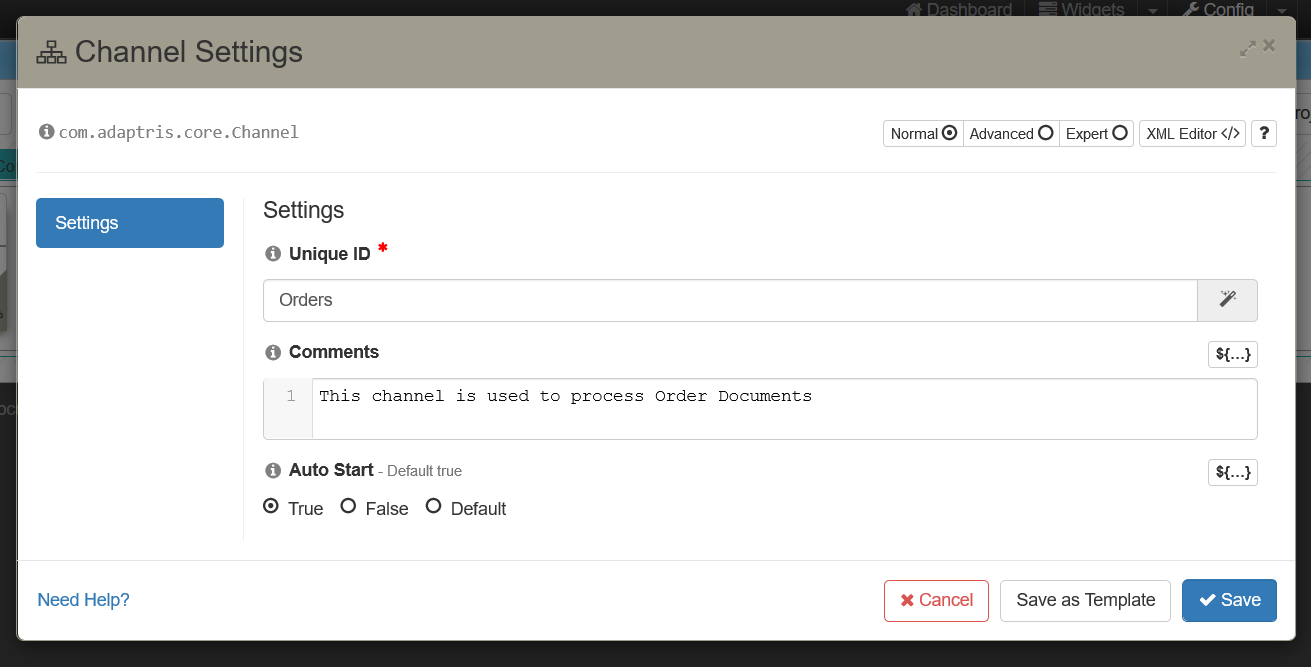 Dashboard Widgets Config
Channel Settings
com.adaptris.core.Channel
Normal Advanced Expert XML Editor </> ?
Settings
Settings
Unique ID *
Orders
Comments ${...}
1 This channel is used to process Order Documents
Auto Start - Default true ${...}
True False Default
Need Help? Cancel Save as Template Save